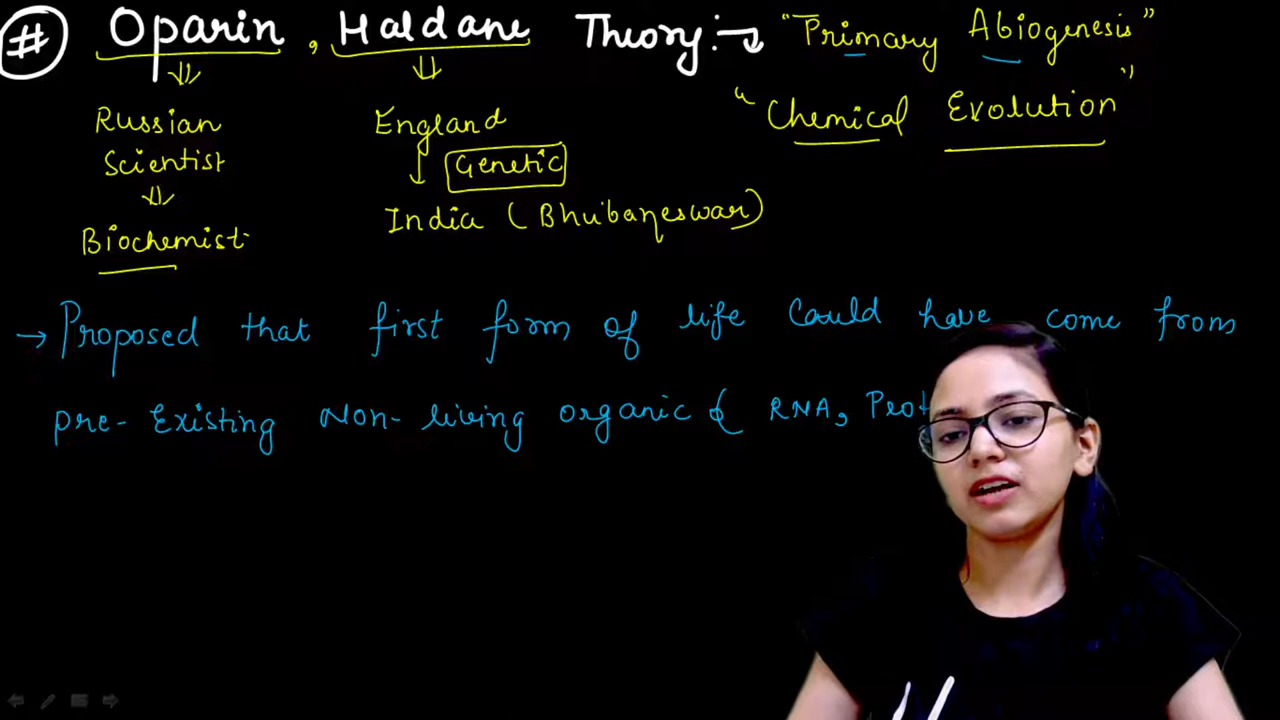 # Oparin, Haldane Theory:→ "Primary Abiogenesis"
"Chemical Evolution"
Russian
Scientist
Biochemist
England
Genetic
India (Bhubaneswar)
→ Proposed that first form of life could have come from
pre-Existing Non-living organic ( RNA,